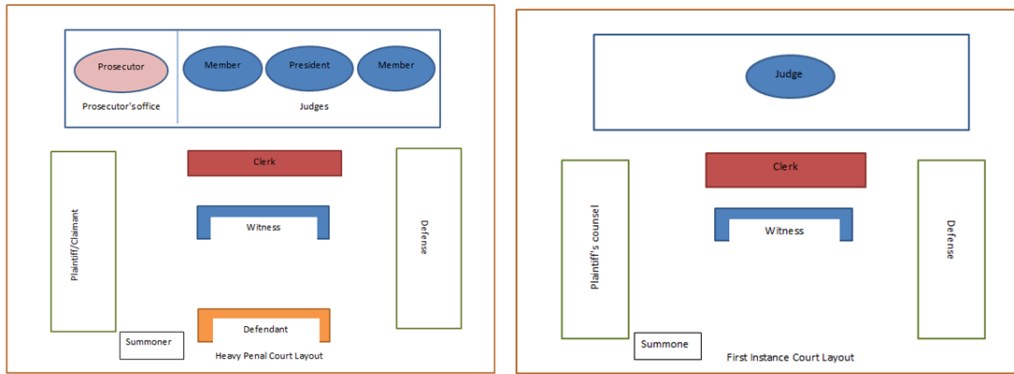 Prosecutor
Member
President
Member
Prosecutor's office
Judges
Clerk
Plaintiff/Claimant
Witness
Defense
Defendant
Summoner
Heavy Penal Court Layout
Judge
Clerk
Plaintiff's counsel
Witness
Defense
Summone
First Instance Court Layout